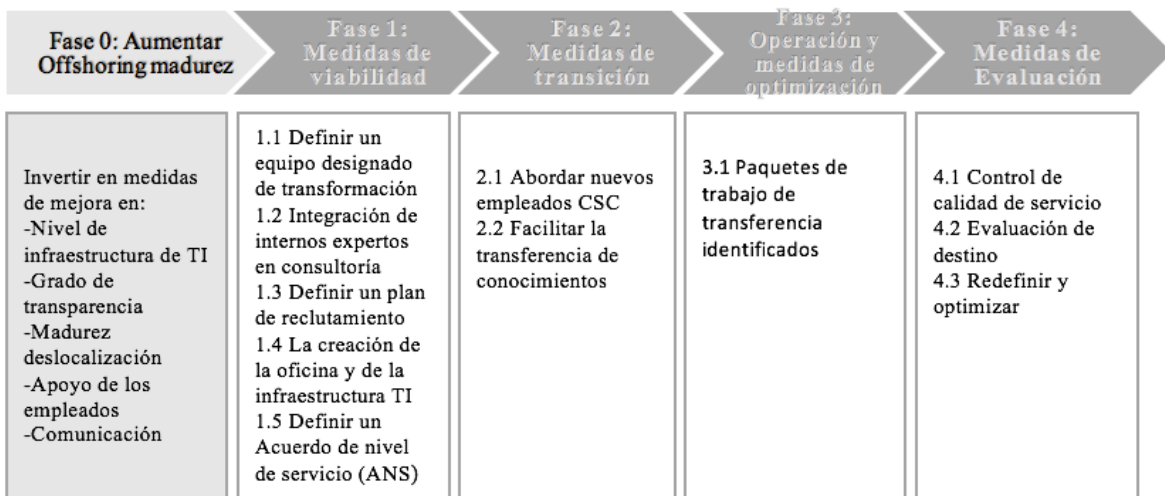 Fase 0: Aumentar
Offshoring madurez
Fase 1:
Medidas de
viabilidad
Fase 2:
Medidas de
transición
Fase 3:
Operación y
medidas de
optimización
Fase 4:
Medidas de
Evaluación
Invertir en medidas
de mejora en:
-Nivel de
infraestructura de TI
-Grado de
transparencia
-Madurez
deslocalización
-Apoyo de los
empleados
-Comunicación
1.1 Definir un
equipo designado
de transformación
1.2 Integración de
internos expertos
en consultoría
1.3 Definir un plan
de reclutamiento
1.4 La creación de
la oficina y de la
infraestructura TI
1.5 Definir un
Acuerdo de nivel
de servicio (ANS)
2.1 Abordar nuevos
empleados CSC
2.2 Facilitar la
transferencia de
conocimientos
3.1 Paquetes de
trabajo de
transferencia
identificados
4.1 Control de
calidad de servicio
4.2 Evaluación de
destino
4.3 Redefinir y
optimizar